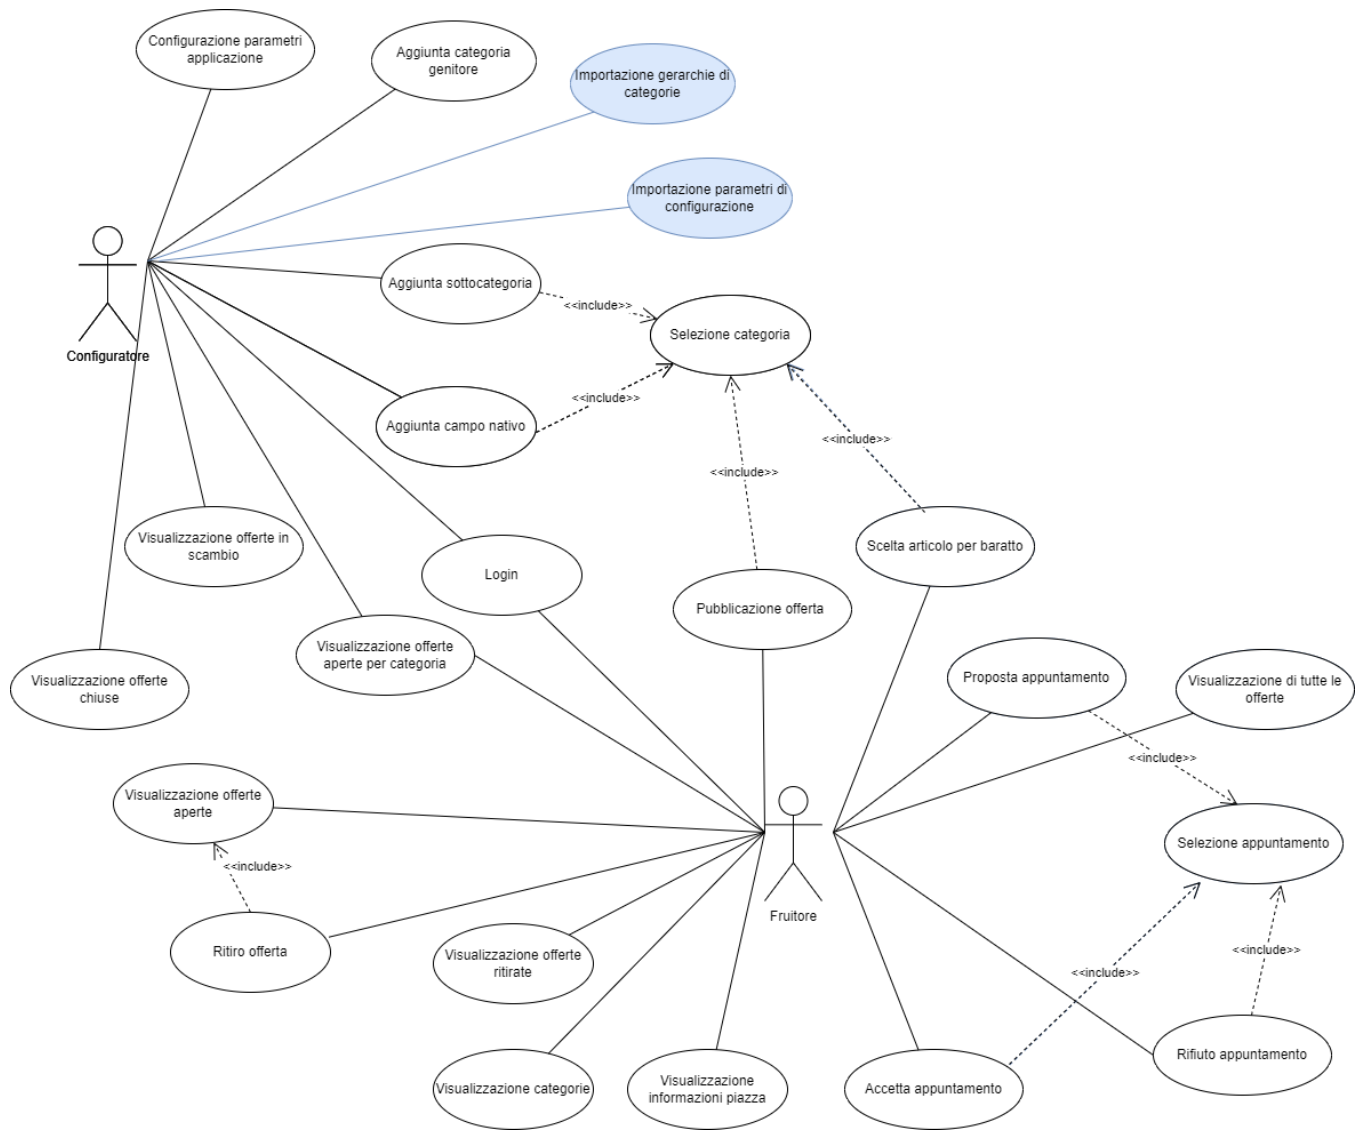 Configurazione parametri
applicazione
Aggiunta categoria
genitore
Importazione gerarchie di
categorie
Importazione parametri di
configurazione
Aggiunta sottocategoria
<<include>>
Selezione categoria
Configuratore
Aggiunta campo nativo
<<include>>
<<include>>
<<include>>
Visualizzazione offerte in
scambio
Login
Scelta articolo per baratto
Pubblicazione offerta
Visualizzazione offerte
aperte per categoria
Visualizzazione offerte
chiuse
Proposta appuntamento
Visualizzazione di tutte le
offerte
<<include>>
Visualizzazione offerte
aperte
<<include>>
Selezione appuntamento
Fruitore
Ritiro offerta
Visualizzazione offerte
ritirate
<<include>>
<<include>>
Visualizzazione categorie
Visualizzazione
informazioni piazza
Accetta appuntamento
Rifiuto appuntamento